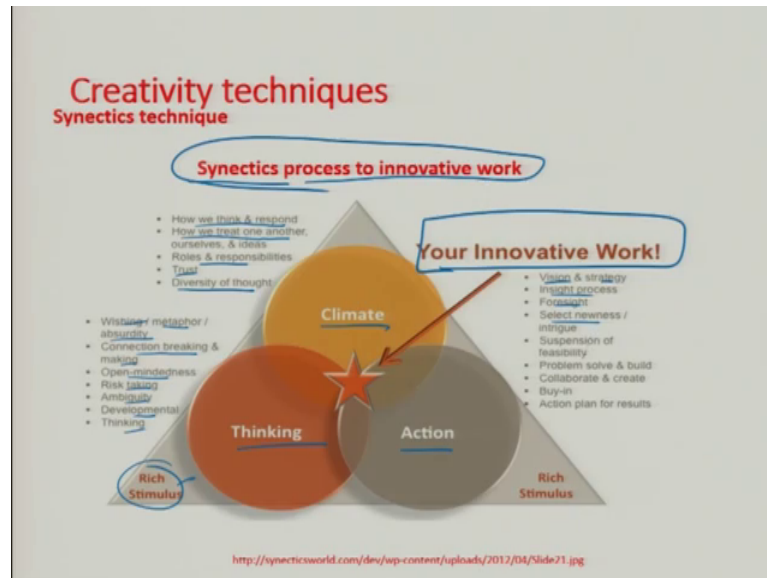 Creativity techniques
Synectics technique
Synectics process to innovative work
• How we think & respond
• How we treat one another,
ourselves, & ideas
• Roles & responsibilities
• Trust
• Diversity of thought
Your Innovative Work!
• Vision & strategy
• Insight process
• Foresight
• Select newness /
intrigue
• Suspension of
feasibility
• Problem solve & build
• Collaborate & create
• Buy-in
• Action plan for results
Climate
• Wishing / metaphor /
absurdity
• Connection breaking &
making
• Open-mindedness
• Risk taking
• Ambiguity
• Developmental
• Thinking
Thinking
Action
Rich
Stimulus
Rich
Stimulus
http://synecticsworld.com/dev/wp-content/uploads/2012/04/Slide21.jpg